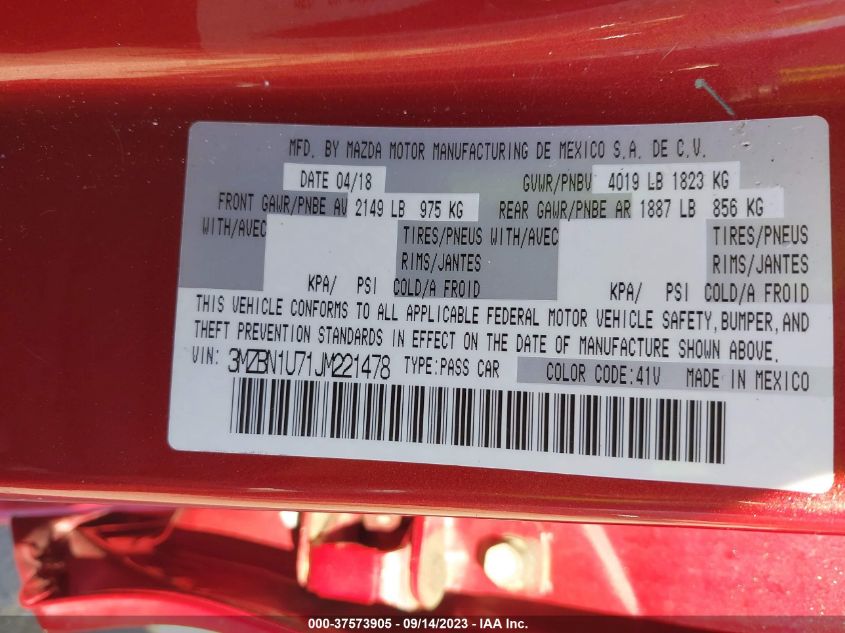 MFD. BY MAZDA MOTOR MANUFACTURING DE MEXICO S.A. DE C.V.
DATE 04/18 GVWR/PNBV 4019 LB 1823 KG
FRONT GAWR/PNBE AV 2149 LB 975 KG REAR GAWR/PNBE AR 1887 LB 856 KG
WITH/AVEC TIRES/PNEUS WITH/AVEC TIRES/PNEUS
RIMS/JANTES RIMS/JANTES
KPA/ PSI COLD/A FROID KPA/ PSI COLD/A FROID
THIS VEHICLE CONFORMS TO ALL APPLICABLE FEDERAL MOTOR VEHICLE SAFETY, BUMPER, AND
THEFT PREVENTION STANDARDS IN EFFECT ON THE DATE OF MANUFACTURE SHOWN ABOVE.
VIN: 3MZBN1U71JM221478 TYPE:PASS CAR COLOR CODE:41V MADE IN MEXICO
000-37573905 - 09/14/2023 - IAA Inc.